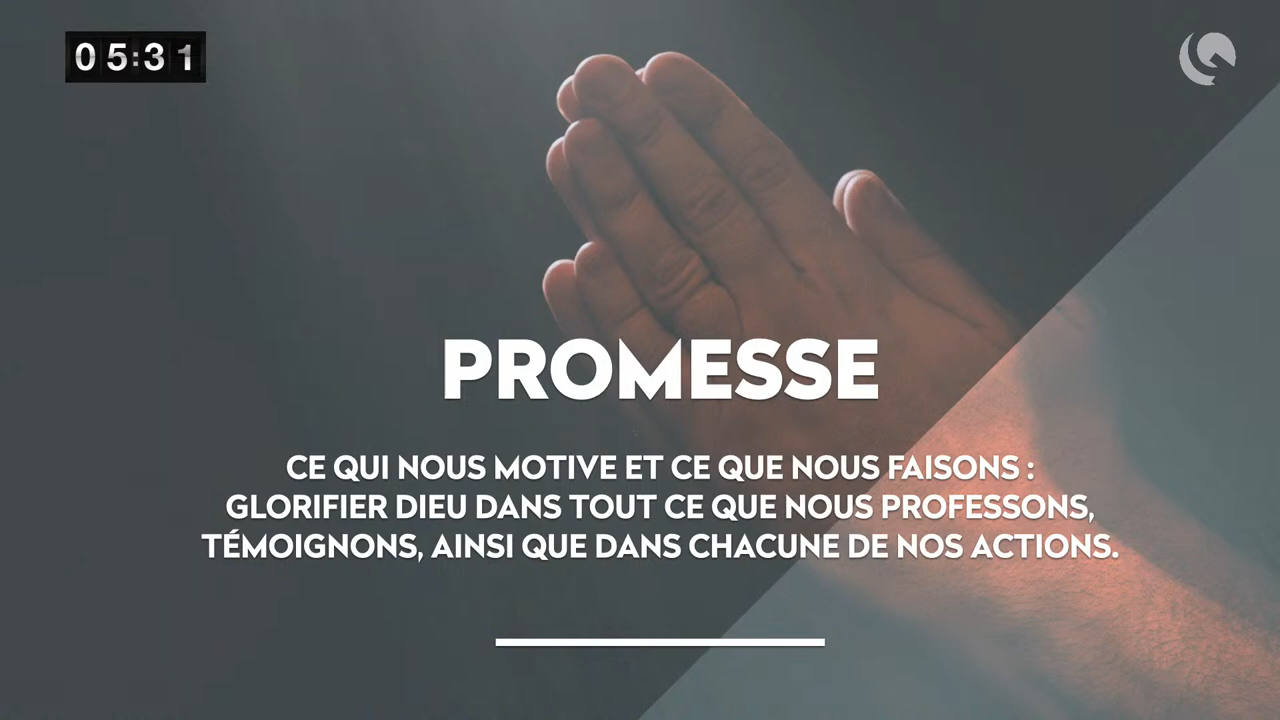 05:31
PROMESSE
CE QUI NOUS MOTIVE ET CE QUE NOUS FAISONS :
GLORIFIER DIEU DANS TOUT CE QUE NOUS PROFESSONS,
TÉMOIGNONS, AINSI QUE DANS CHACUNE DE NOS ACTIONS.